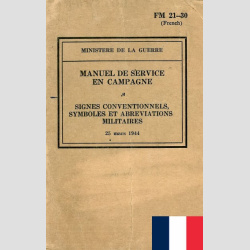 FM 21–30
(French)
MINISTERE DE LA GUERRE
MANUEL DE SERVICE
EN CAMPAGNE
SIGNES CONVENTIONNELS,
SYMBOLES ET ABREVIATIONS
MILITAIRES
25 mars 1944